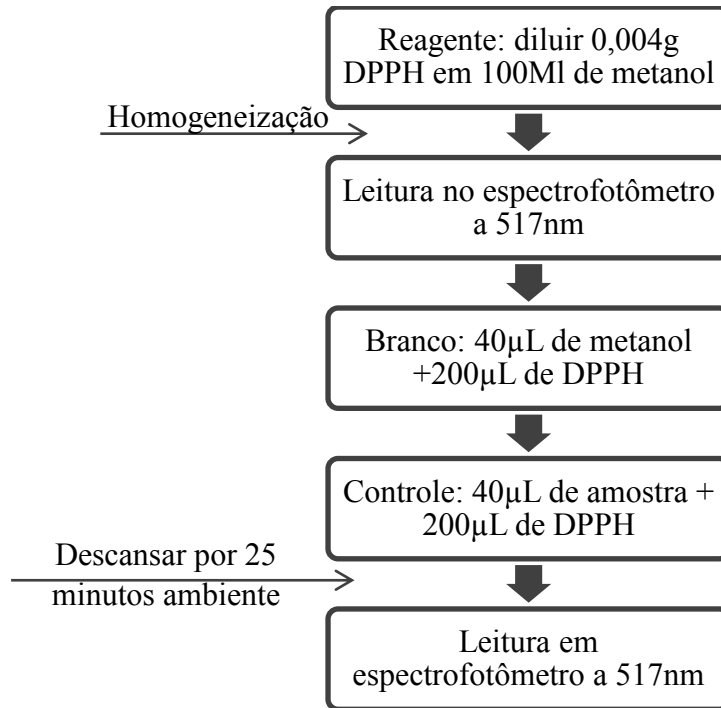 Reagente: diluir 0,004g
DPPH em 100Ml de metanol
Homogeneização
Leitura no espectrofotômetro
a 517nm
Branco: 40µL de metanol
+200µL de DPPH
Controle: 40µL de amostra +
200µL de DPPH
Descansar por 25
minutos ambiente
Leitura em
espectrofotômetro a 517nm